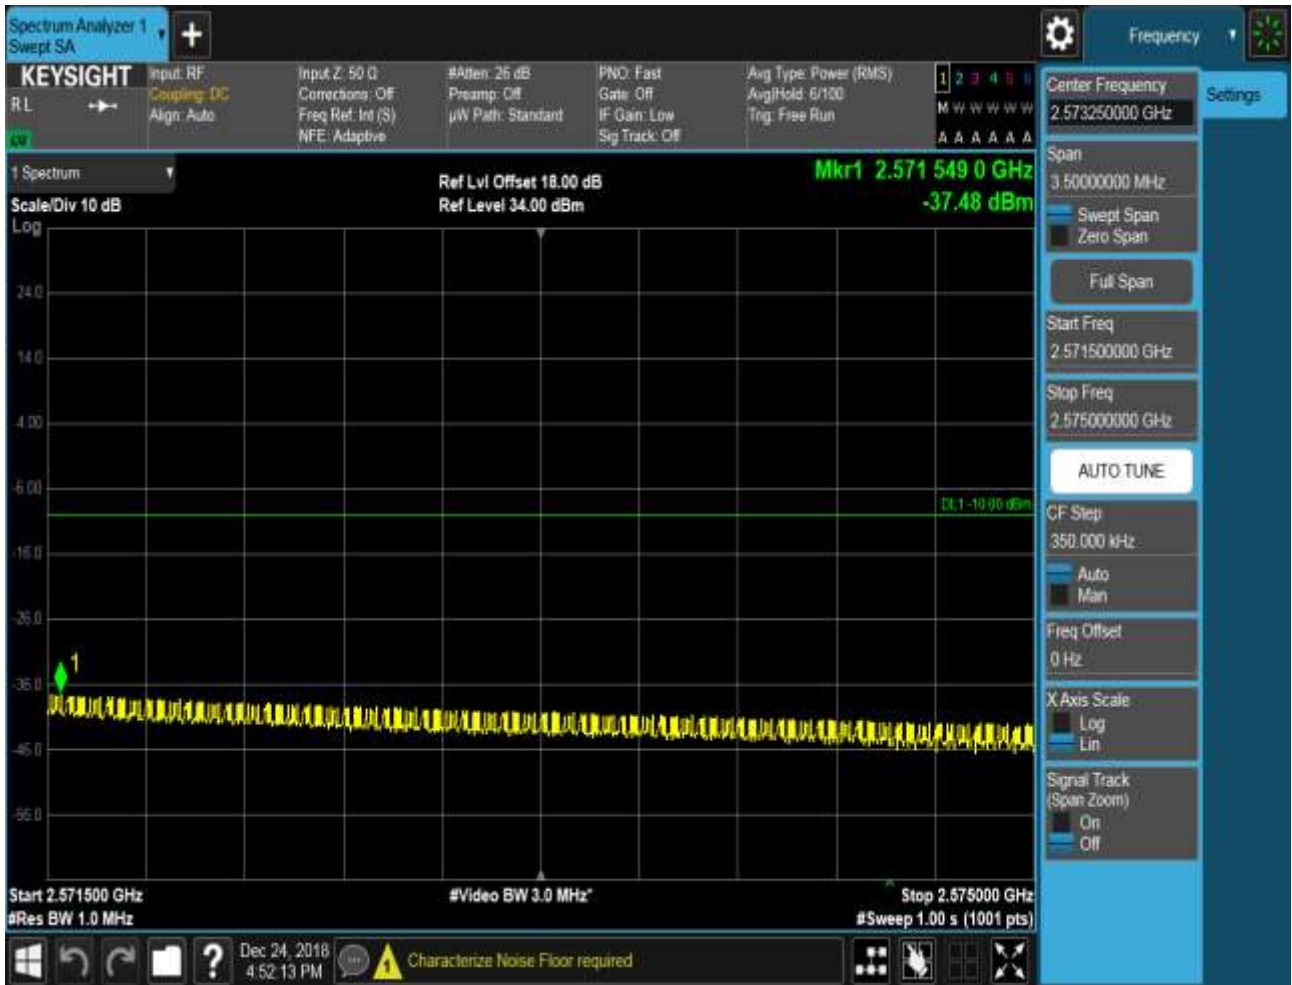 Spectrum Analyzer 1
Swept SA
+
Frequency
KEYSIGHT
Input: RF
Input Z: 50 Ω
#Atten: 26 dB
PNO: Fast
Avg Type: Power (RMS)
1 2 3 4 5 6
RL
Coupling: DC
Corrections: Off
Preamp: Off
Gate: Off
Avg|Hold: 6/100
M W W W W W
Align: Auto
Freq Ref: Int (S)
µW Path: Standard
IF Gain: Low
Trig: Free Run
NFE: Adaptive
Sig Track: Off
A A A A A A
1 Spectrum
Ref Lvl Offset 18.00 dB
Mkr1 2.571 549 0 GHz
Scale/Div 10 dB
Ref Level 34.00 dBm
-37.48 dBm
Log
24.0
14.0
4.00
-6.00
DL1 -10.00 dBm
-16.0
-26.0
1
-36.0
-46.0
-56.0
Start 2.571500 GHz
#Video BW 3.0 MHz*
Stop 2.575000 GHz
#Res BW 1.0 MHz
#Sweep 1.00 s (1001 pts)
Center Frequency
2.573250000 GHz
Settings
Span
3.50000000 MHz
Swept Span
Zero Span
Full Span
Start Freq
2.571500000 GHz
Stop Freq
2.575000000 GHz
AUTO TUNE
CF Step
350.000 kHz
Auto
Man
Freq Offset
0 Hz
X Axis Scale
Log
Lin
Signal Track
(Span Zoom)
On
Off
?
Dec 24, 2018
4:52:13 PM
1
Characterize Noise Floor required